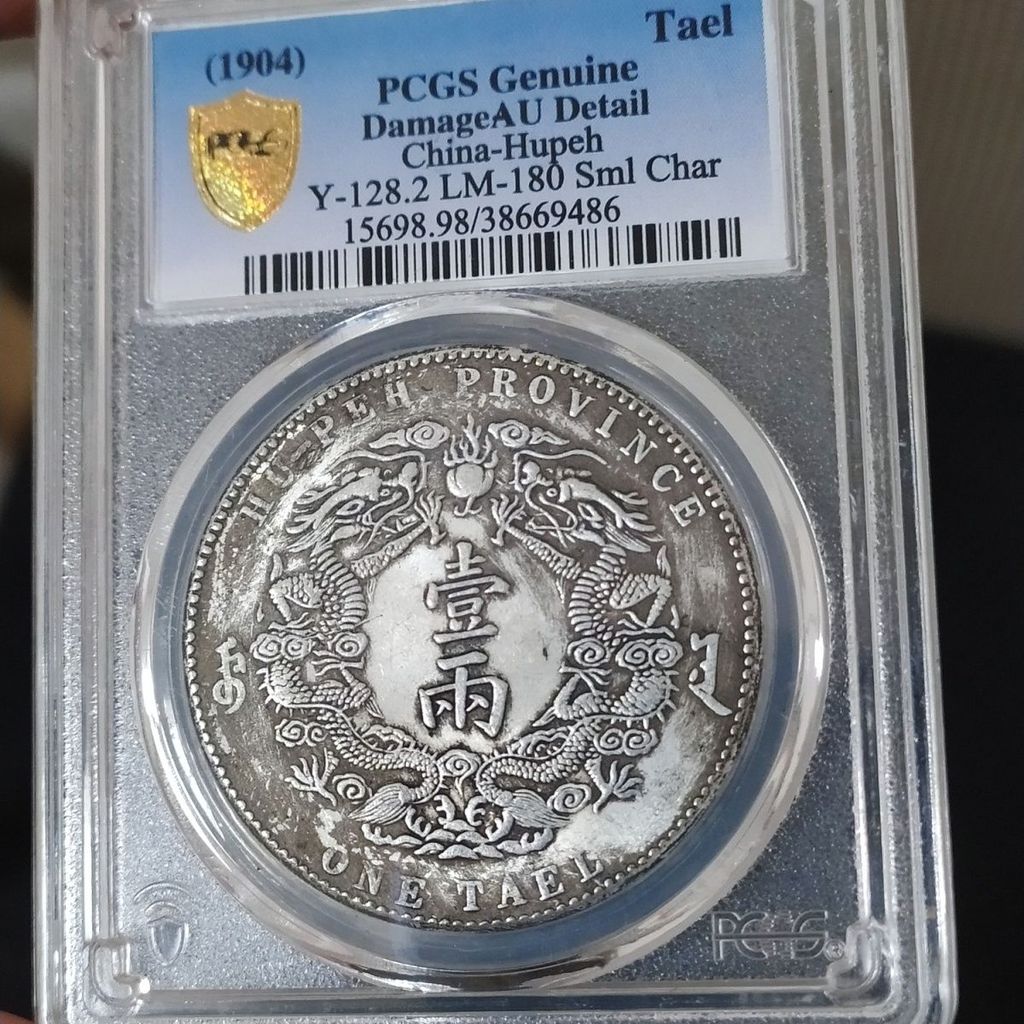 (1904) Tael
PCGS Genuine
DamageAU Detail
China-Hupeh
Y-128.2 LM-180 Sml Char
15698.98/38669486
HU-PEH PROVINCE
壹
兩
ONE TAEL
PCGS